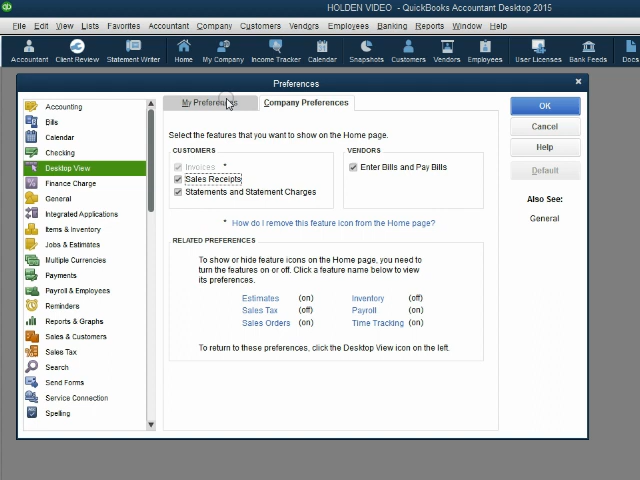 qb
HOLDEN VIDEO - QuickBooks Accountant Desktop 2015
File Edit View Lists Favorites Accountant Company Customers Vendors Employees Banking Reports Window Help
Accountant Client Review Statement Writer Home My Company Income Tracker Calendar Snapshots Customers Vendors Employees User Licenses Bank Feeds Docs
Preferences
Accounting
Bills
Calendar
Checking
Desktop View
Finance Charge
General
Integrated Applications
Items & Inventory
Jobs & Estimates
Multiple Currencies
Payments
Payroll & Employees
Reminders
Reports & Graphs
Sales & Customers
Sales Tax
Search
Send Forms
Service Connection
Spelling
My Preferences Company Preferences
Select the features that you want to show on the Home page.
CUSTOMERS
Invoices *
Sales Receipts
Statements and Statement Charges
VENDORS
Enter Bills and Pay Bills
* How do I remove this feature icon from the Home page?
RELATED PREFERENCES
To show or hide feature icons on the Home page, you need to
turn the features on or off. Click a feature name below to view
its preferences.
Estimates (on) Inventory (off)
Sales Tax (off) Payroll (on)
Sales Orders (on) Time Tracking (on)
To return to these preferences, click the Desktop View icon on the left.
OK
Cancel
Help
Default
Also See:
General